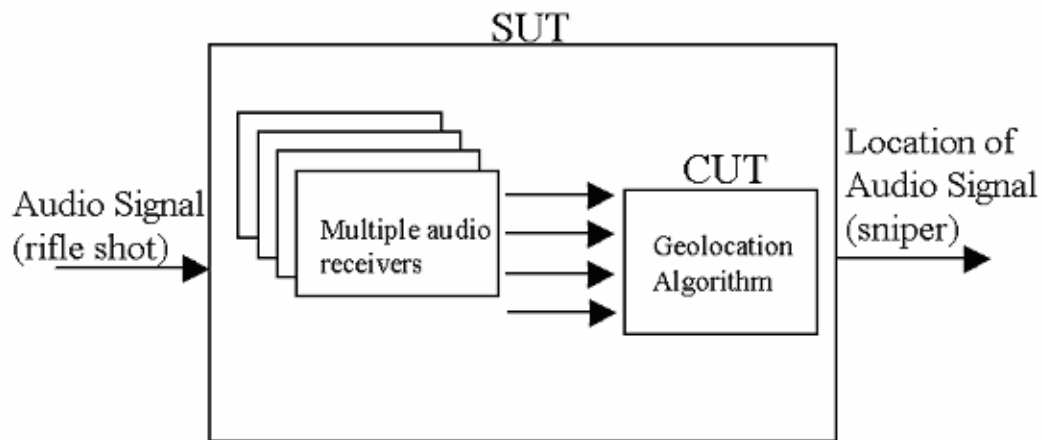 SUT
Audio Signal
(rifle shot)
Multiple audio
receivers
CUT
Geolocation
Algorithm
Location of
Audio Signal
(sniper)